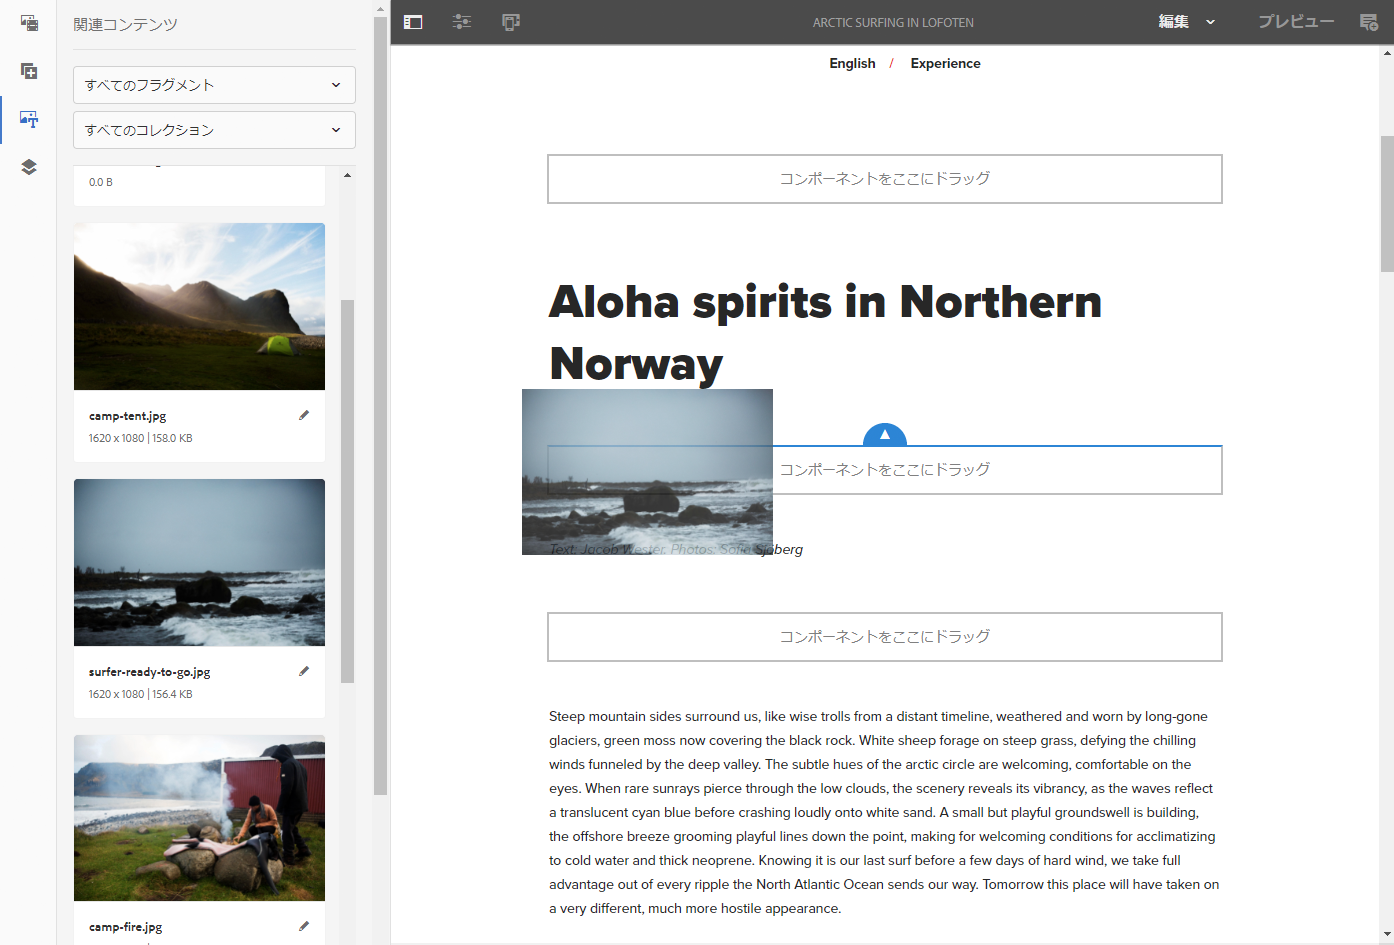 関連コンテンツ
すべてのフラグメント
すべてのコレクション
0.0 B
camp-tent.jpg
1620 x 1080 | 158.0 KB
surfer-ready-to-go.jpg
1620 x 1080 | 156.4 KB
camp-fire.jpg
ARCTIC SURFING IN LOFOTEN
編集
プレビュー
English / Experience
コンポーネントをここにドラッグ
Aloha spirits in Northern
Norway
コンポーネントをここにドラッグ
Text: Jacob Wester. Photos: Sofia Sjöberg
コンポーネントをここにドラッグ
Steep mountain sides surround us, like wise trolls from a distant timeline, weathered and worn by long-gone
glaciers, green moss now covering the black rock. White sheep forage on steep grass, defying the chilling
winds funneled by the deep valley. The subtle hues of the arctic circle are welcoming, comfortable on the
eyes. When rare sunrays pierce through the low clouds, the scenery reveals its vibrancy, as the waves reflect
a translucent cyan blue before crashing loudly onto white sand. A small but playful groundswell is building,
the offshore breeze grooming playful lines down the point, making for welcoming conditions for acclimatizing
to cold water and thick neoprene. Knowing it is our last surf before a few days of hard wind, we take full
advantage out of every ripple the North Atlantic Ocean sends our way. Tomorrow this place will have taken on
a very different, much more hostile appearance.